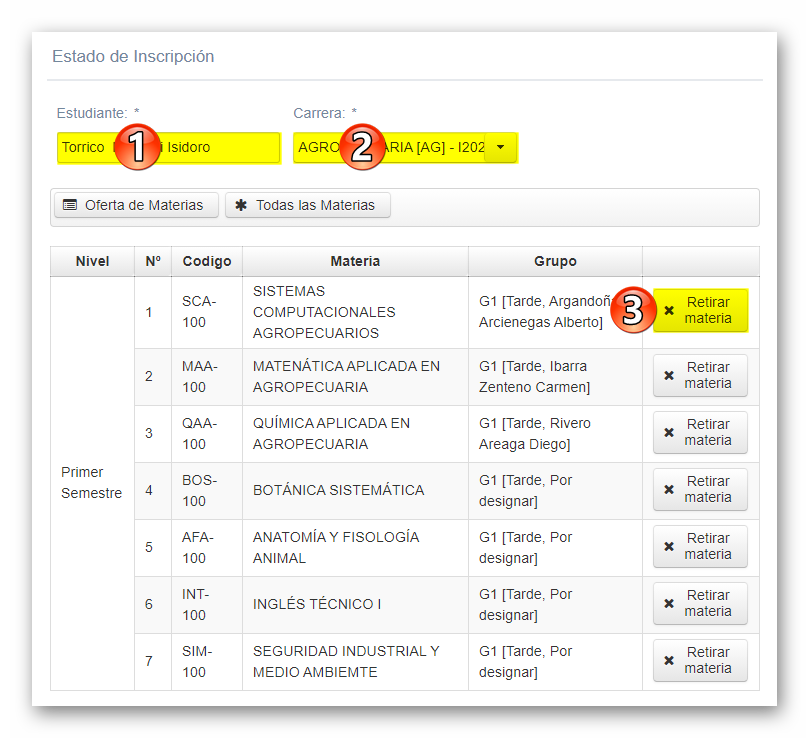 Estado de Inscripción
Estudiante: * Carrera: *
Torrico Isidoro
1
AGRO ARIA [AG] - I202
2
Oferta de Materias
Todas las Materias
Nivel Nº Codigo Materia Grupo
Primer
Semestre
1
SCA-
100
SISTEMAS
COMPUTACIONALES
AGROPECUARIOS
G1 [Tarde, Argandoña
Arcienegas Alberto]
3
Retirar
materia
2
MAA-
100
MATENÁTICA APLICADA EN
AGROPECUARIA
G1 [Tarde, Ibarra
Zenteno Carmen]
Retirar
materia
3
QAA-
100
QUÍMICA APLICADA EN
AGROPECUARIA
G1 [Tarde, Rivero
Areaga Diego]
Retirar
materia
4
BOS-
100
BOTÁNICA SISTEMÁTICA
G1 [Tarde, Por
designar]
Retirar
materia
5
AFA-
100
ANATOMÍA Y FISOLOGÍA
ANIMAL
G1 [Tarde, Por
designar]
Retirar
materia
6
INT-
100
INGLÉS TÉCNICO I
G1 [Tarde, Por
designar]
Retirar
materia
7
SIM-
100
SEGURIDAD INDUSTRIAL Y
MEDIO AMBIEMTE
G1 [Tarde, Por
designar]
Retirar
materia